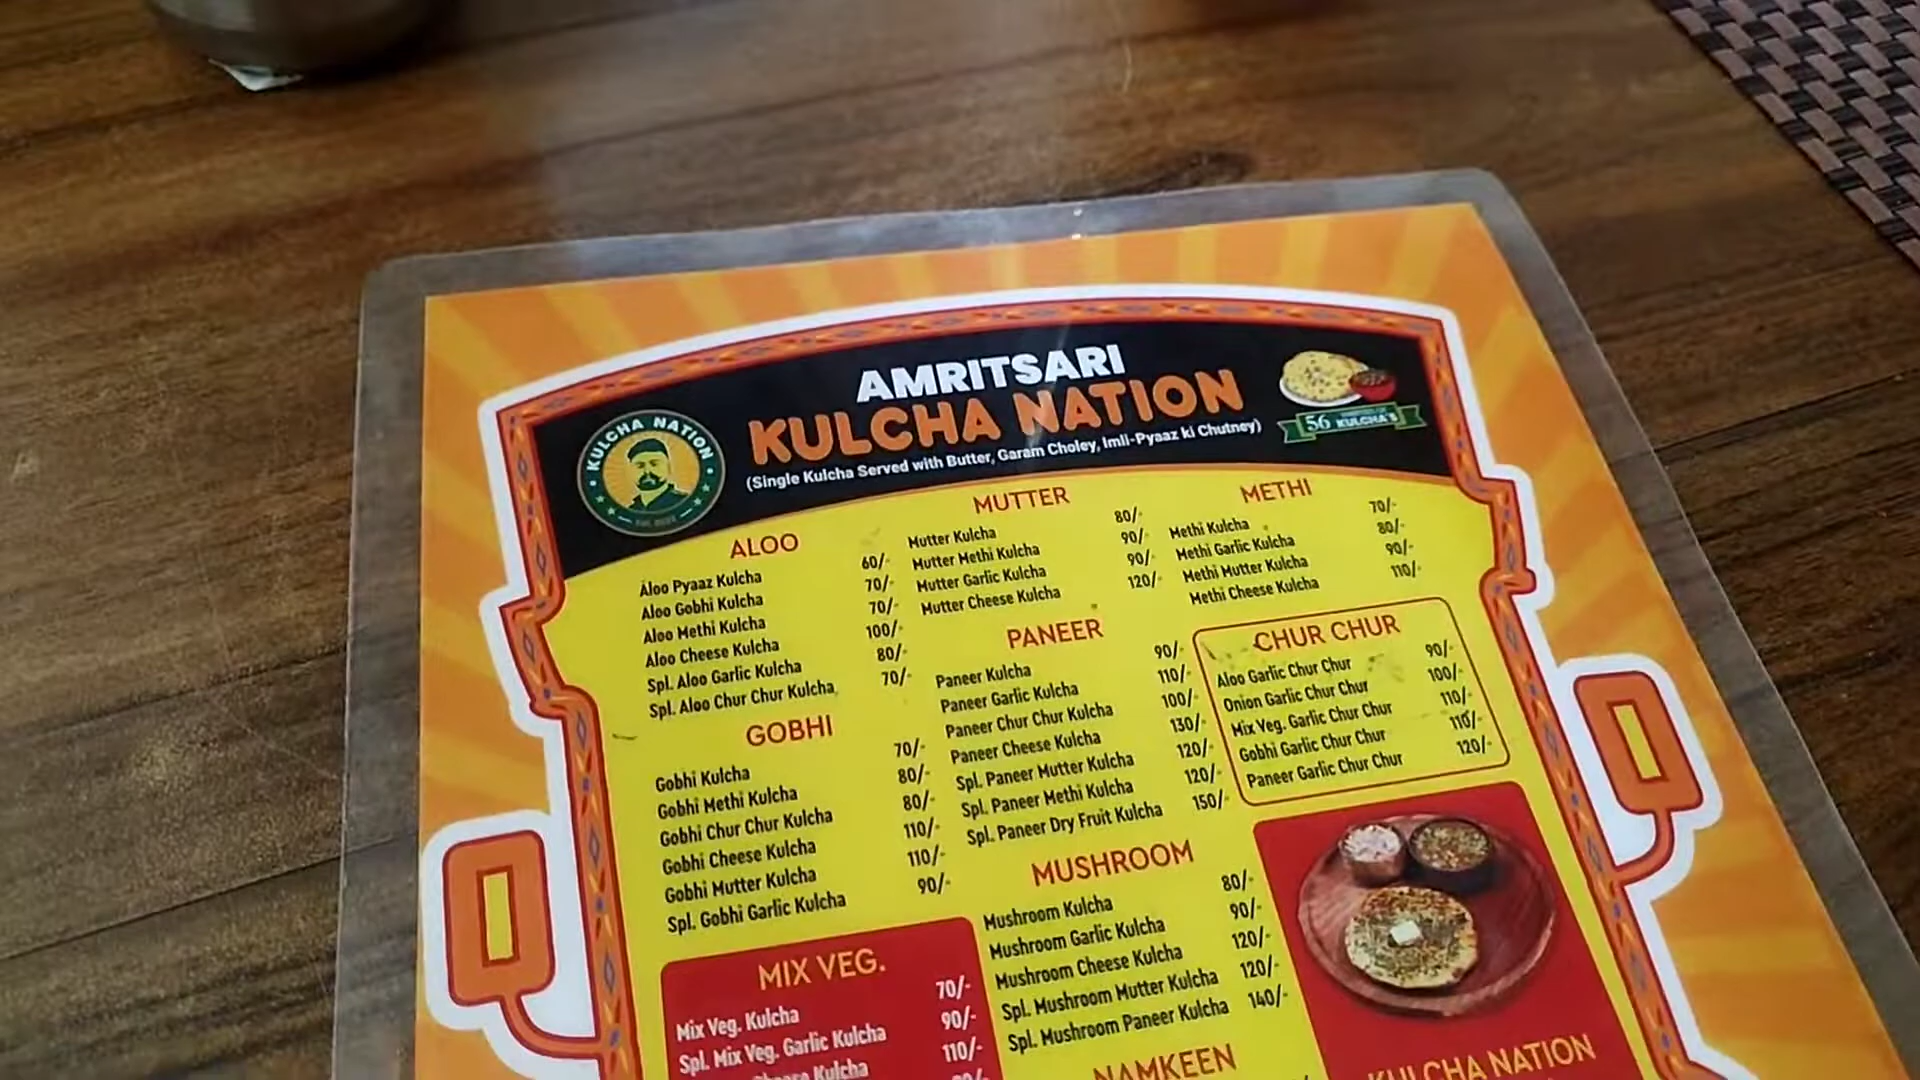 AMRITSARI
KULCHA NATION
(Single Kulcha Served with Butter, Garam Choley, Imli-Pyaaz ki Chutney)
KULCHA NATION
56
KULCHA'S
ALOO
Aloo Pyaaz Kulcha 60/-
Aloo Gobhi Kulcha 70/-
Aloo Methi Kulcha 70/-
Aloo Cheese Kulcha 100/-
Spl. Aloo Garlic Kulcha 80/-
Spl. Aloo Chur Chur Kulcha 70/-
GOBHI
Gobhi Kulcha 70/-
Gobhi Methi Kulcha 80/-
Gobhi Chur Chur Kulcha 80/-
Gobhi Cheese Kulcha 110/-
Gobhi Mutter Kulcha 110/-
Spl. Gobhi Garlic Kulcha 90/-
MIX VEG.
Mix Veg. Kulcha 70/-
Spl. Mix Veg. Garlic Kulcha 90/-
Cheese Kulcha 110/-
MUTTER
Mutter Kulcha 80/-
Mutter Methi Kulcha 90/-
Mutter Garlic Kulcha 90/-
Mutter Cheese Kulcha 120/-
PANEER
Paneer Kulcha 90/-
Paneer Garlic Kulcha 110/-
Paneer Chur Chur Kulcha 100/-
Paneer Cheese Kulcha 130/-
Spl. Paneer Mutter Kulcha 120/-
Spl. Paneer Methi Kulcha 120/-
Spl. Paneer Dry Fruit Kulcha 150/-
MUSHROOM
Mushroom Kulcha 80/-
Mushroom Garlic Kulcha 90/-
Mushroom Cheese Kulcha 120/-
Spl. Mushroom Mutter Kulcha 120/-
Spl. Mushroom Paneer Kulcha 140/-
NAMKEEN
METHI
Methi Kulcha 70/-
Methi Garlic Kulcha 80/-
Methi Mutter Kulcha 90/-
Methi Cheese Kulcha 110/-
CHUR CHUR
Aloo Garlic Chur Chur 90/-
Onion Garlic Chur Chur 100/-
Mix Veg. Garlic Chur Chur 110/-
Gobhi Garlic Chur Chur 110/-
Paneer Garlic Chur Chur 120/-
KULCHA NATION